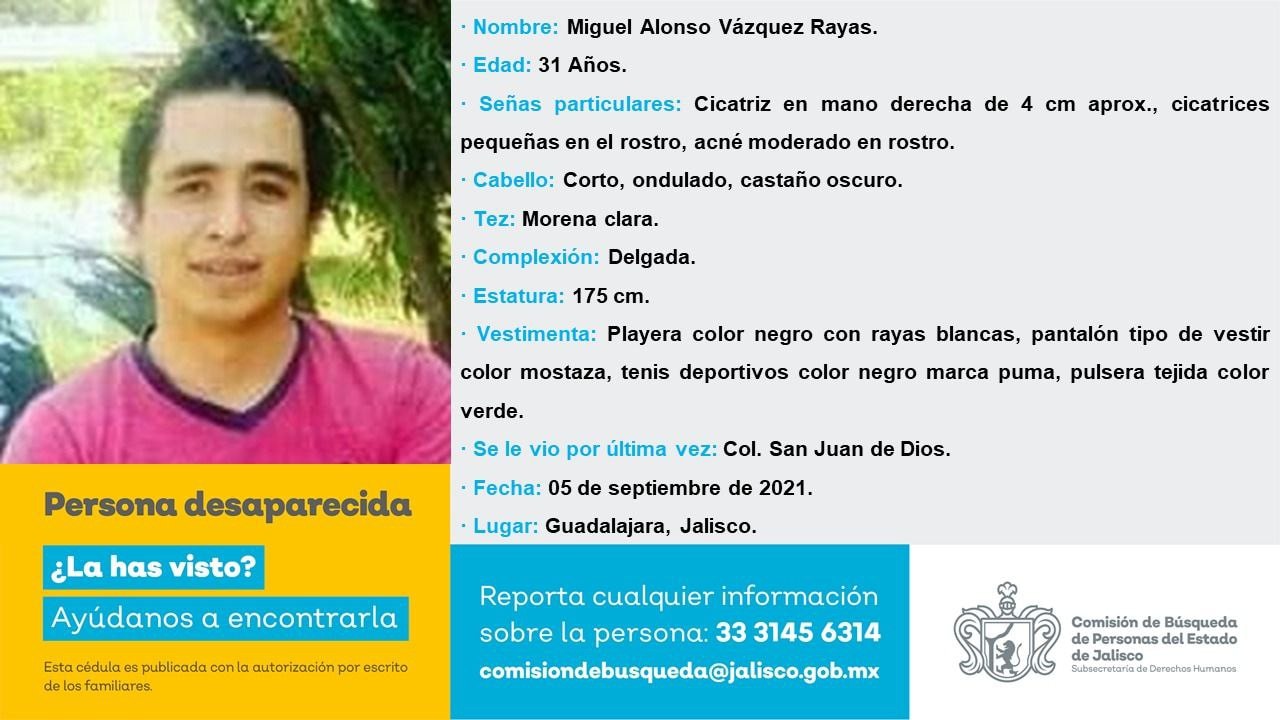 · Nombre: Miguel Alonso Vázquez Rayas.
· Edad: 31 Años.
· Señas particulares: Cicatriz en mano derecha de 4 cm aprox., cicatrices
pequeñas en el rostro, acné moderado en rostro.
· Cabello: Corto, ondulado, castaño oscuro.
· Tez: Morena clara.
· Complexión: Delgada.
· Estatura: 175 cm.
· Vestimenta: Playera color negro con rayas blancas, pantalón tipo de vestir
color mostaza, tenis deportivos color negro marca puma, pulsera tejida color
verde.
· Se le vio por última vez: Col. San Juan de Dios.
· Fecha: 05 de septiembre de 2021.
· Lugar: Guadalajara, Jalisco.
Persona desaparecida
¿La has visto?
Ayúdanos a encontrarla
Esta cédula es publicada con la autorización por escrito
de los familiares.
Reporta cualquier información
sobre la persona: 33 3145 6314
comisiondebusqueda@jalisco.gob.mx
Comisión de Búsqueda
de Personas del Estado
de Jalisco
Subsecretaría de Derechos Humanos